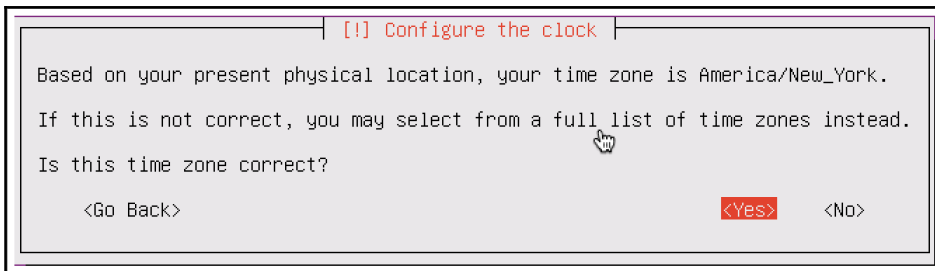 [!] Configure the clock
Based on your present physical location, your time zone is America/New_York.
If this is not correct, you may select from a full list of time zones instead.
Is this time zone correct?
<Go Back> <Yes> <No>